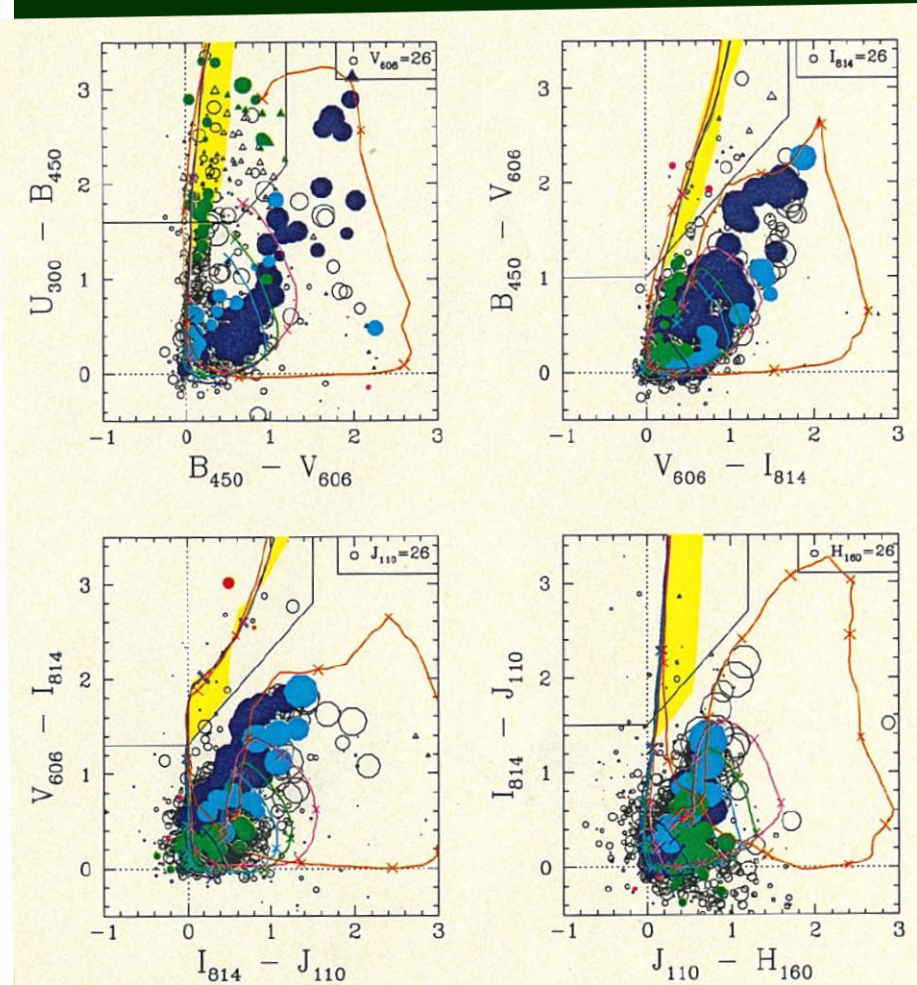 V606=26
3
2
1
0
U300 − B450
−1 0 1 2 3
B450 − V606
I814=26
3
2
1
0
B450 − V606
−1 0 1 2 3
V606 − I814
J110=26
3
2
1
0
V606 − I814
−1 0 1 2 3
I814 − J110
H160=26
3
2
1
0
I814 − J110
−1 0 1 2 3
J110 − H160